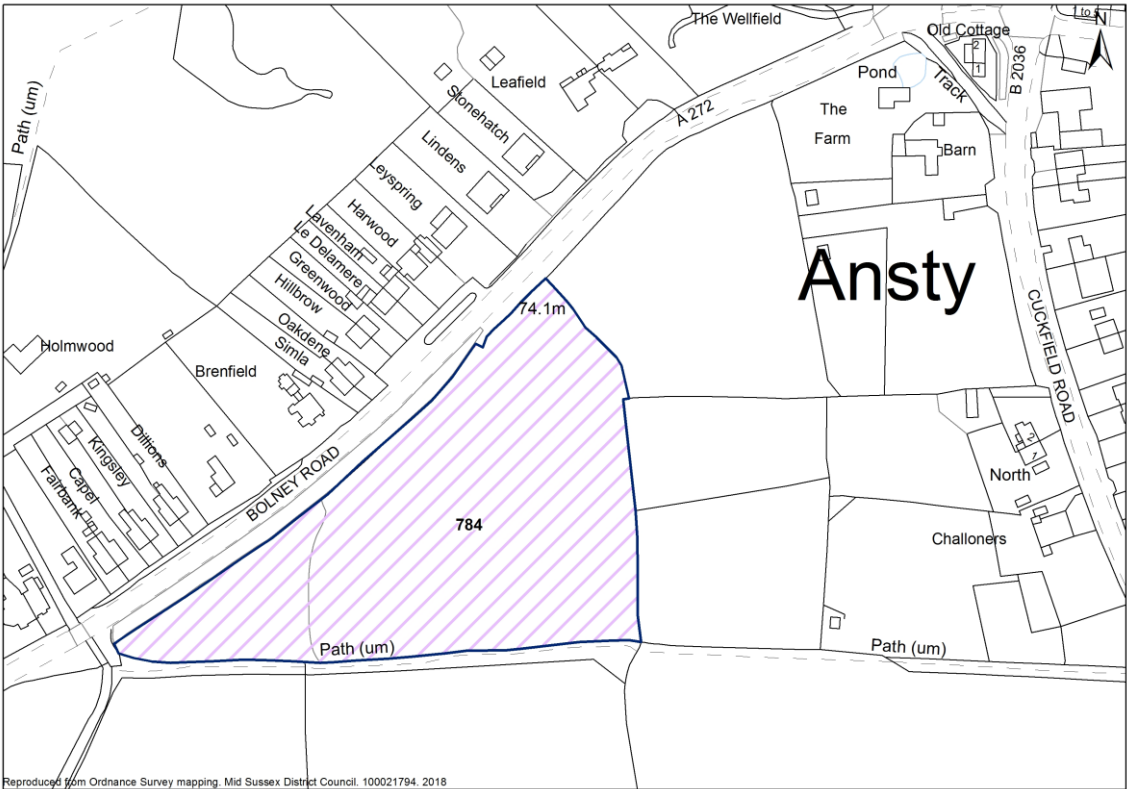 The Wellfield
1 to
N
Old Cottage
2
1
B 2036
Path (um)
Leafield
Pond
Track
Stonehatch
A 272
The
Farm
Lindens
Barn
Leyspring
Harwood
Lavenham
Le Delamere
Greenwood
Hillbrow
Oakdene
Simla
Ansty
74.1m
CUCKFIELD ROAD
Holmwood
Brenfield
Dillions
Kingsley
Capel
Fairbank
BOLNEY ROAD
2
1
North
784
Challoners
Path (um)
Path (um)
Reproduced from Ordnance Survey mapping. Mid Sussex District Council. 100021794. 2018